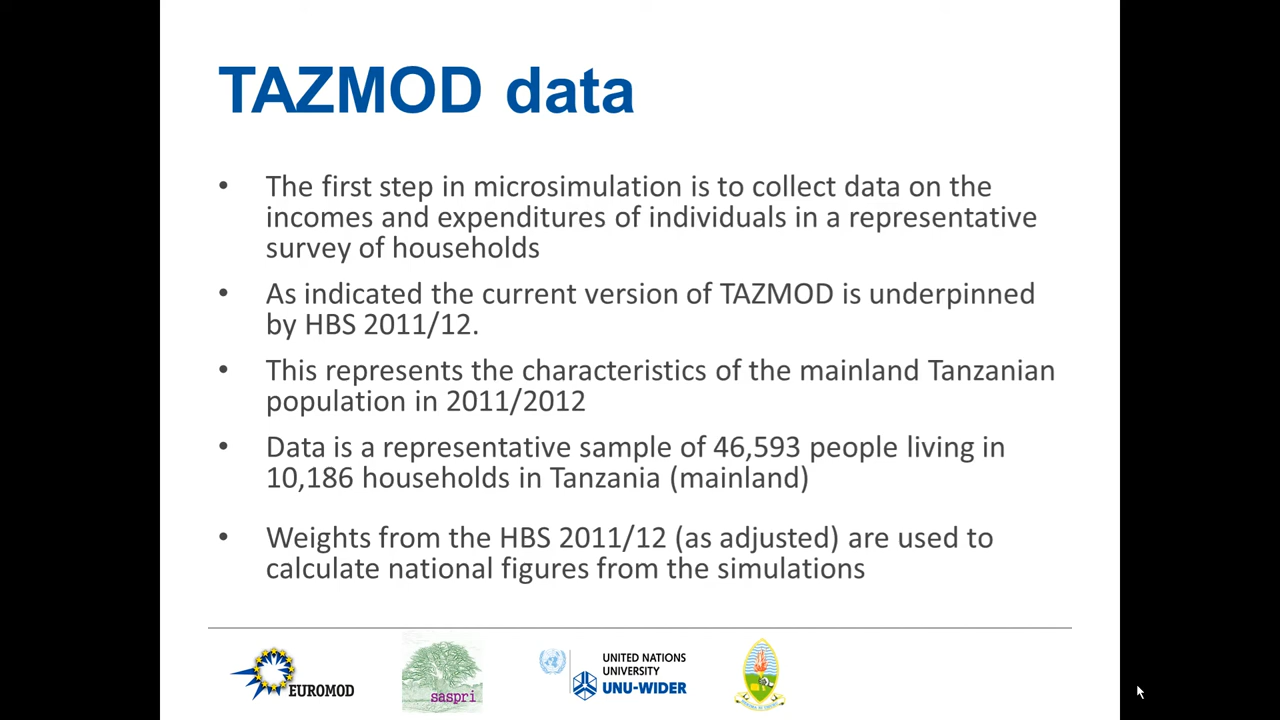 TAZMOD data
• The first step in microsimulation is to collect data on the
incomes and expenditures of individuals in a representative
survey of households
• As indicated the current version of TAZMOD is underpinned
by HBS 2011/12.
• This represents the characteristics of the mainland Tanzanian
population in 2011/2012
• Data is a representative sample of 46,593 people living in
10,186 households in Tanzania (mainland)
• Weights from the HBS 2011/12 (as adjusted) are used to
calculate national figures from the simulations
EUROMOD
saspri
UNITED NATIONS
UNIVERSITY
UNU-WIDER